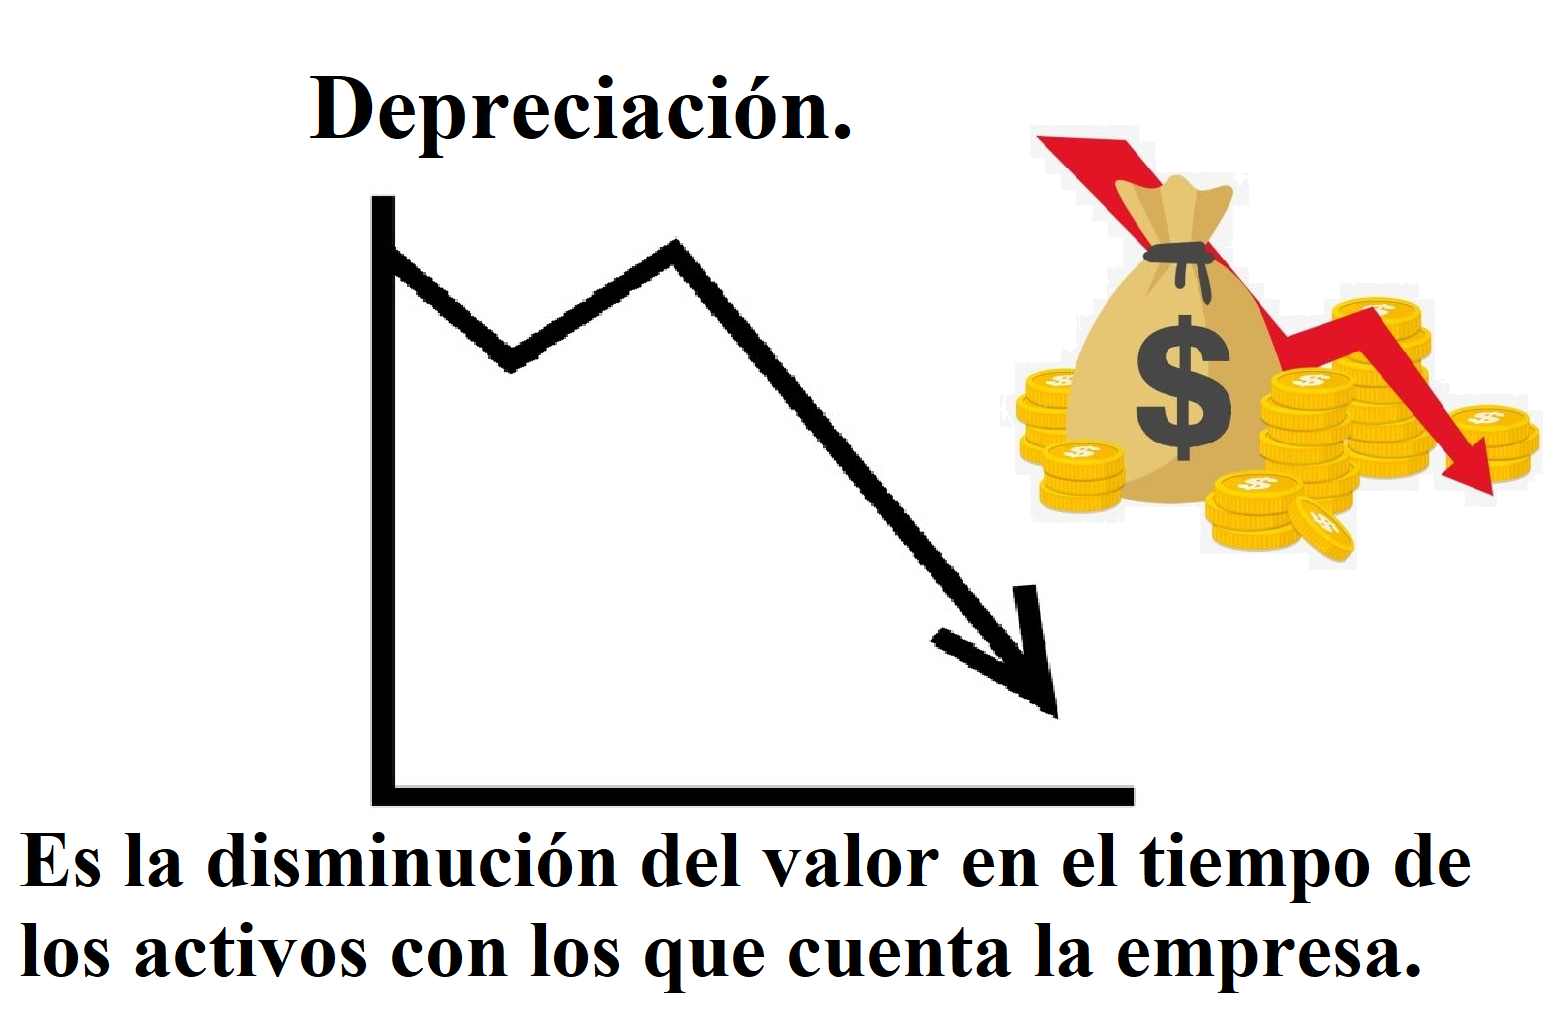 Depreciación.
$
Es la disminución del valor en el tiempo de
los activos con los que cuenta la empresa.